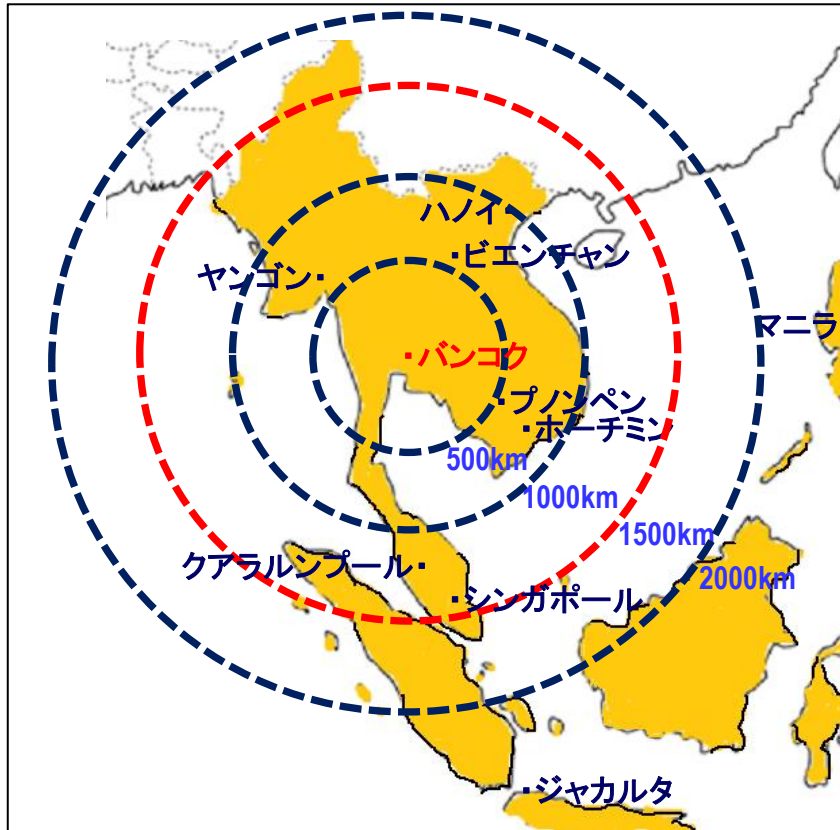 ハノイ
ビエンチャン
ヤンゴン
マニラ
バンコク
プノンペン
ホーチミン
500km
1000km
1500km
クアラルンプール
2000km
シンガポール
ジャカルタ